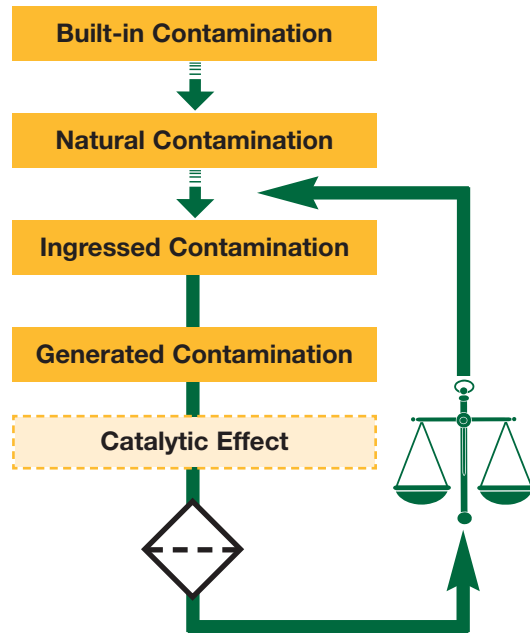 Built-in Contamination
Natural Contamination
Ingressed Contamination
Generated Contamination
Catalytic Effect